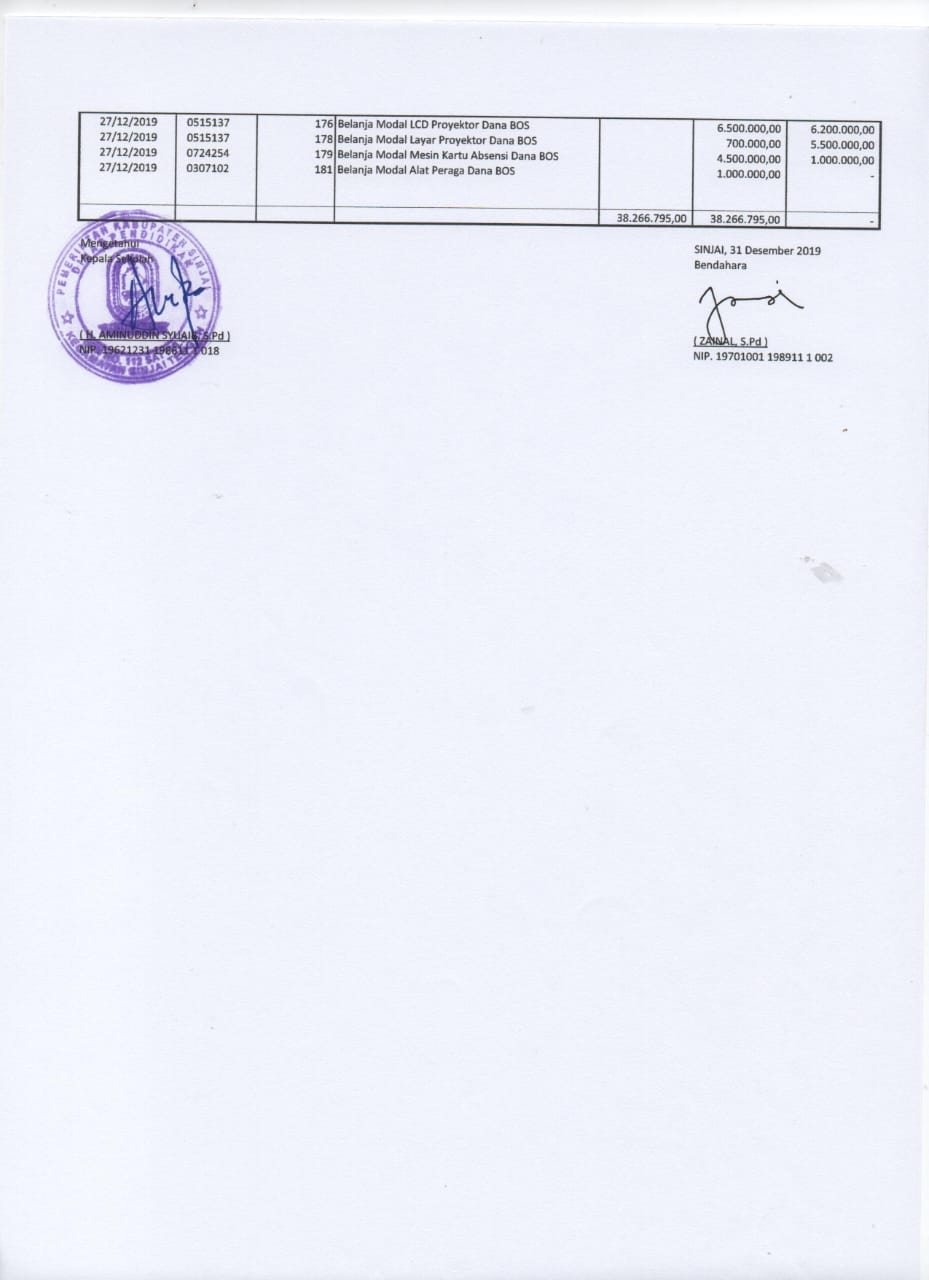 27/12/2019 0515137 176 Belanja Modal LCD Proyektor Dana BOS 6.500.000,00 6.200.000,00
27/12/2019 0515137 178 Belanja Modal Layar Proyektor Dana BOS 700.000,00 5.500.000,00
27/12/2019 0724254 179 Belanja Modal Mesin Kartu Absensi Dana BOS 4.500.000,00 1.000.000,00
27/12/2019 0307102 181 Belanja Modal Alat Peraga Dana BOS 1.000.000,00 -
38.266.795,00 38.266.795,00 -
Mengetahui
Kepala Sekolah
( H. AMINUDDIN SYUAIB, S.Pd )
NIP. 19621231 198611 1 018
PEMERINTAH KABUPATEN SINJAI
DINAS PENDIDIKAN
KECAMATAN SINJAI
SINJAI, 31 Desember 2019
Bendahara
( ZAINAL, S.Pd )
NIP. 19701001 198911 1 002